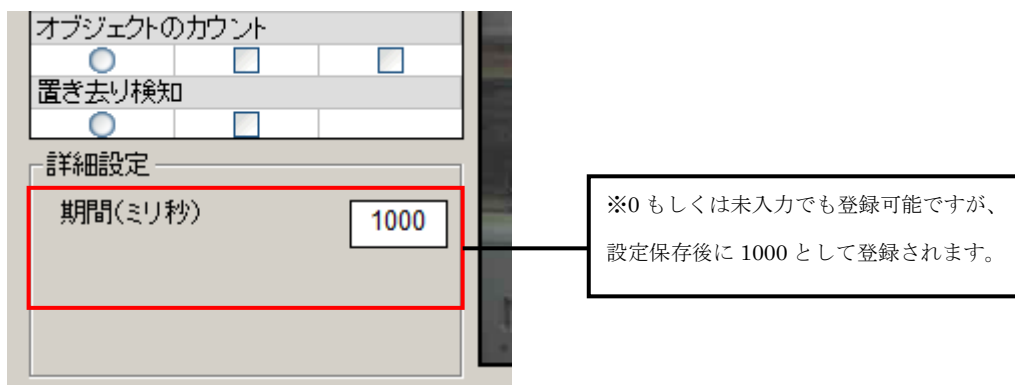 オブジェクトのカウント
置き去り検知
詳細設定
期間(ミリ秒)
1000
※0 もしくは未入力でも登録可能ですが、
設定保存後に 1000 として登録されます。